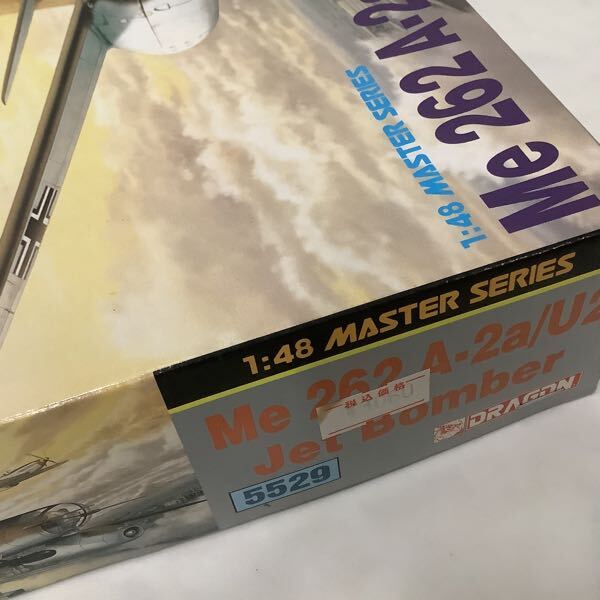 Me 262 A-2
1:48 MASTER SERIES
1:48 MASTER SERIES
Me 262 A-2a/U2
Jet Bomber
税込価格
DRAGON
5529